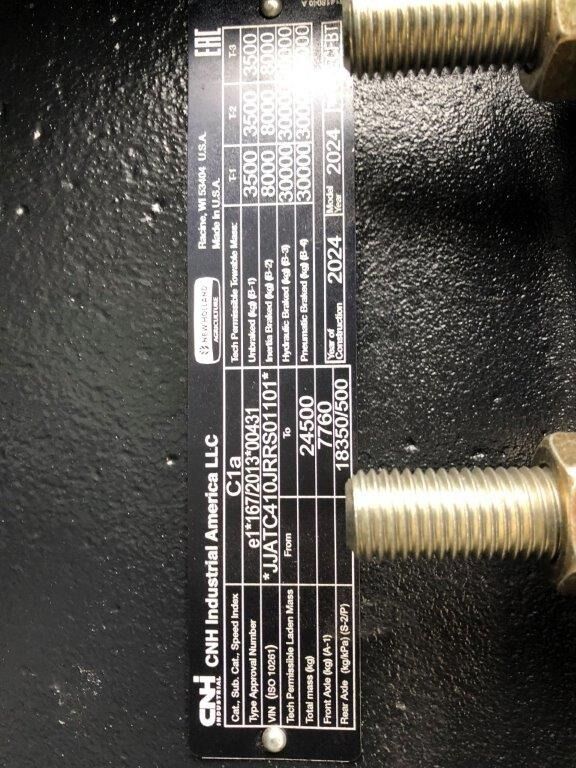 CNH
INDUSTRIAL
CNH Industrial America LLC
NEW HOLLAND
AGRICULTURE
Racine, WI 53404 U.S.A.
Made in U.S.A.
EAC
Cat., Sub. Cat., Speed Index C1a
Type Approval Number e1*167/2013*00431
VIN (ISO 10261) *JJATC410JRRS01101*
Tech Permissible Laden Mass From To
Total mass (kg) 24500
Front Axle (kg) (A-1) 7760
Rear Axle (kg/kPa) (S-2/P) 18350/500
Tech Permissible Towable Mass: T-1 T-2 T-3
Unbraked (kg) (B-1) 3500 3500 3500
Inertia Braked (kg) (B-2) 8000 8000 8000
Hydraulic Braked (kg) (B-3) 30000 30000
Pneumatic Braked (kg) (B-4) 30000
Year of Construction 2024 Model Year 2024